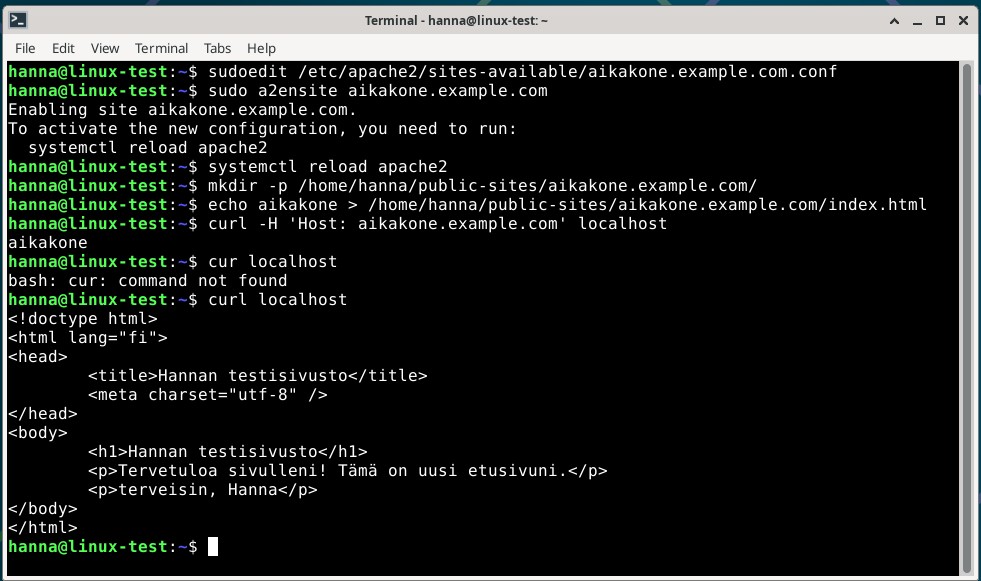 Terminal - hanna@linux-test: ~
File Edit View Terminal Tabs Help
hanna@linux-test:~$ sudoedit /etc/apache2/sites-available/aikakone.example.com.conf
hanna@linux-test:~$ sudo a2ensite aikakone.example.com
Enabling site aikakone.example.com.
To activate the new configuration, you need to run:
  systemctl reload apache2
hanna@linux-test:~$ systemctl reload apache2
hanna@linux-test:~$ mkdir -p /home/hanna/public-sites/aikakone.example.com/
hanna@linux-test:~$ echo aikakone > /home/hanna/public-sites/aikakone.example.com/index.html
hanna@linux-test:~$ curl -H 'Host: aikakone.example.com' localhost
aikakone
hanna@linux-test:~$ cur localhost
bash: cur: command not found
hanna@linux-test:~$ curl localhost
<!doctype html>
<html lang="fi">
<head>
        <title>Hannan testisivusto</title>
        <meta charset="utf-8" />
</head>
<body>
        <h1>Hannan testisivusto</h1>
        <p>Tervetuloa sivulleni! Tämä on uusi etusivuni.</p>
        <p>terveisin, Hanna</p>
</body>
</html>
hanna@linux-test:~$